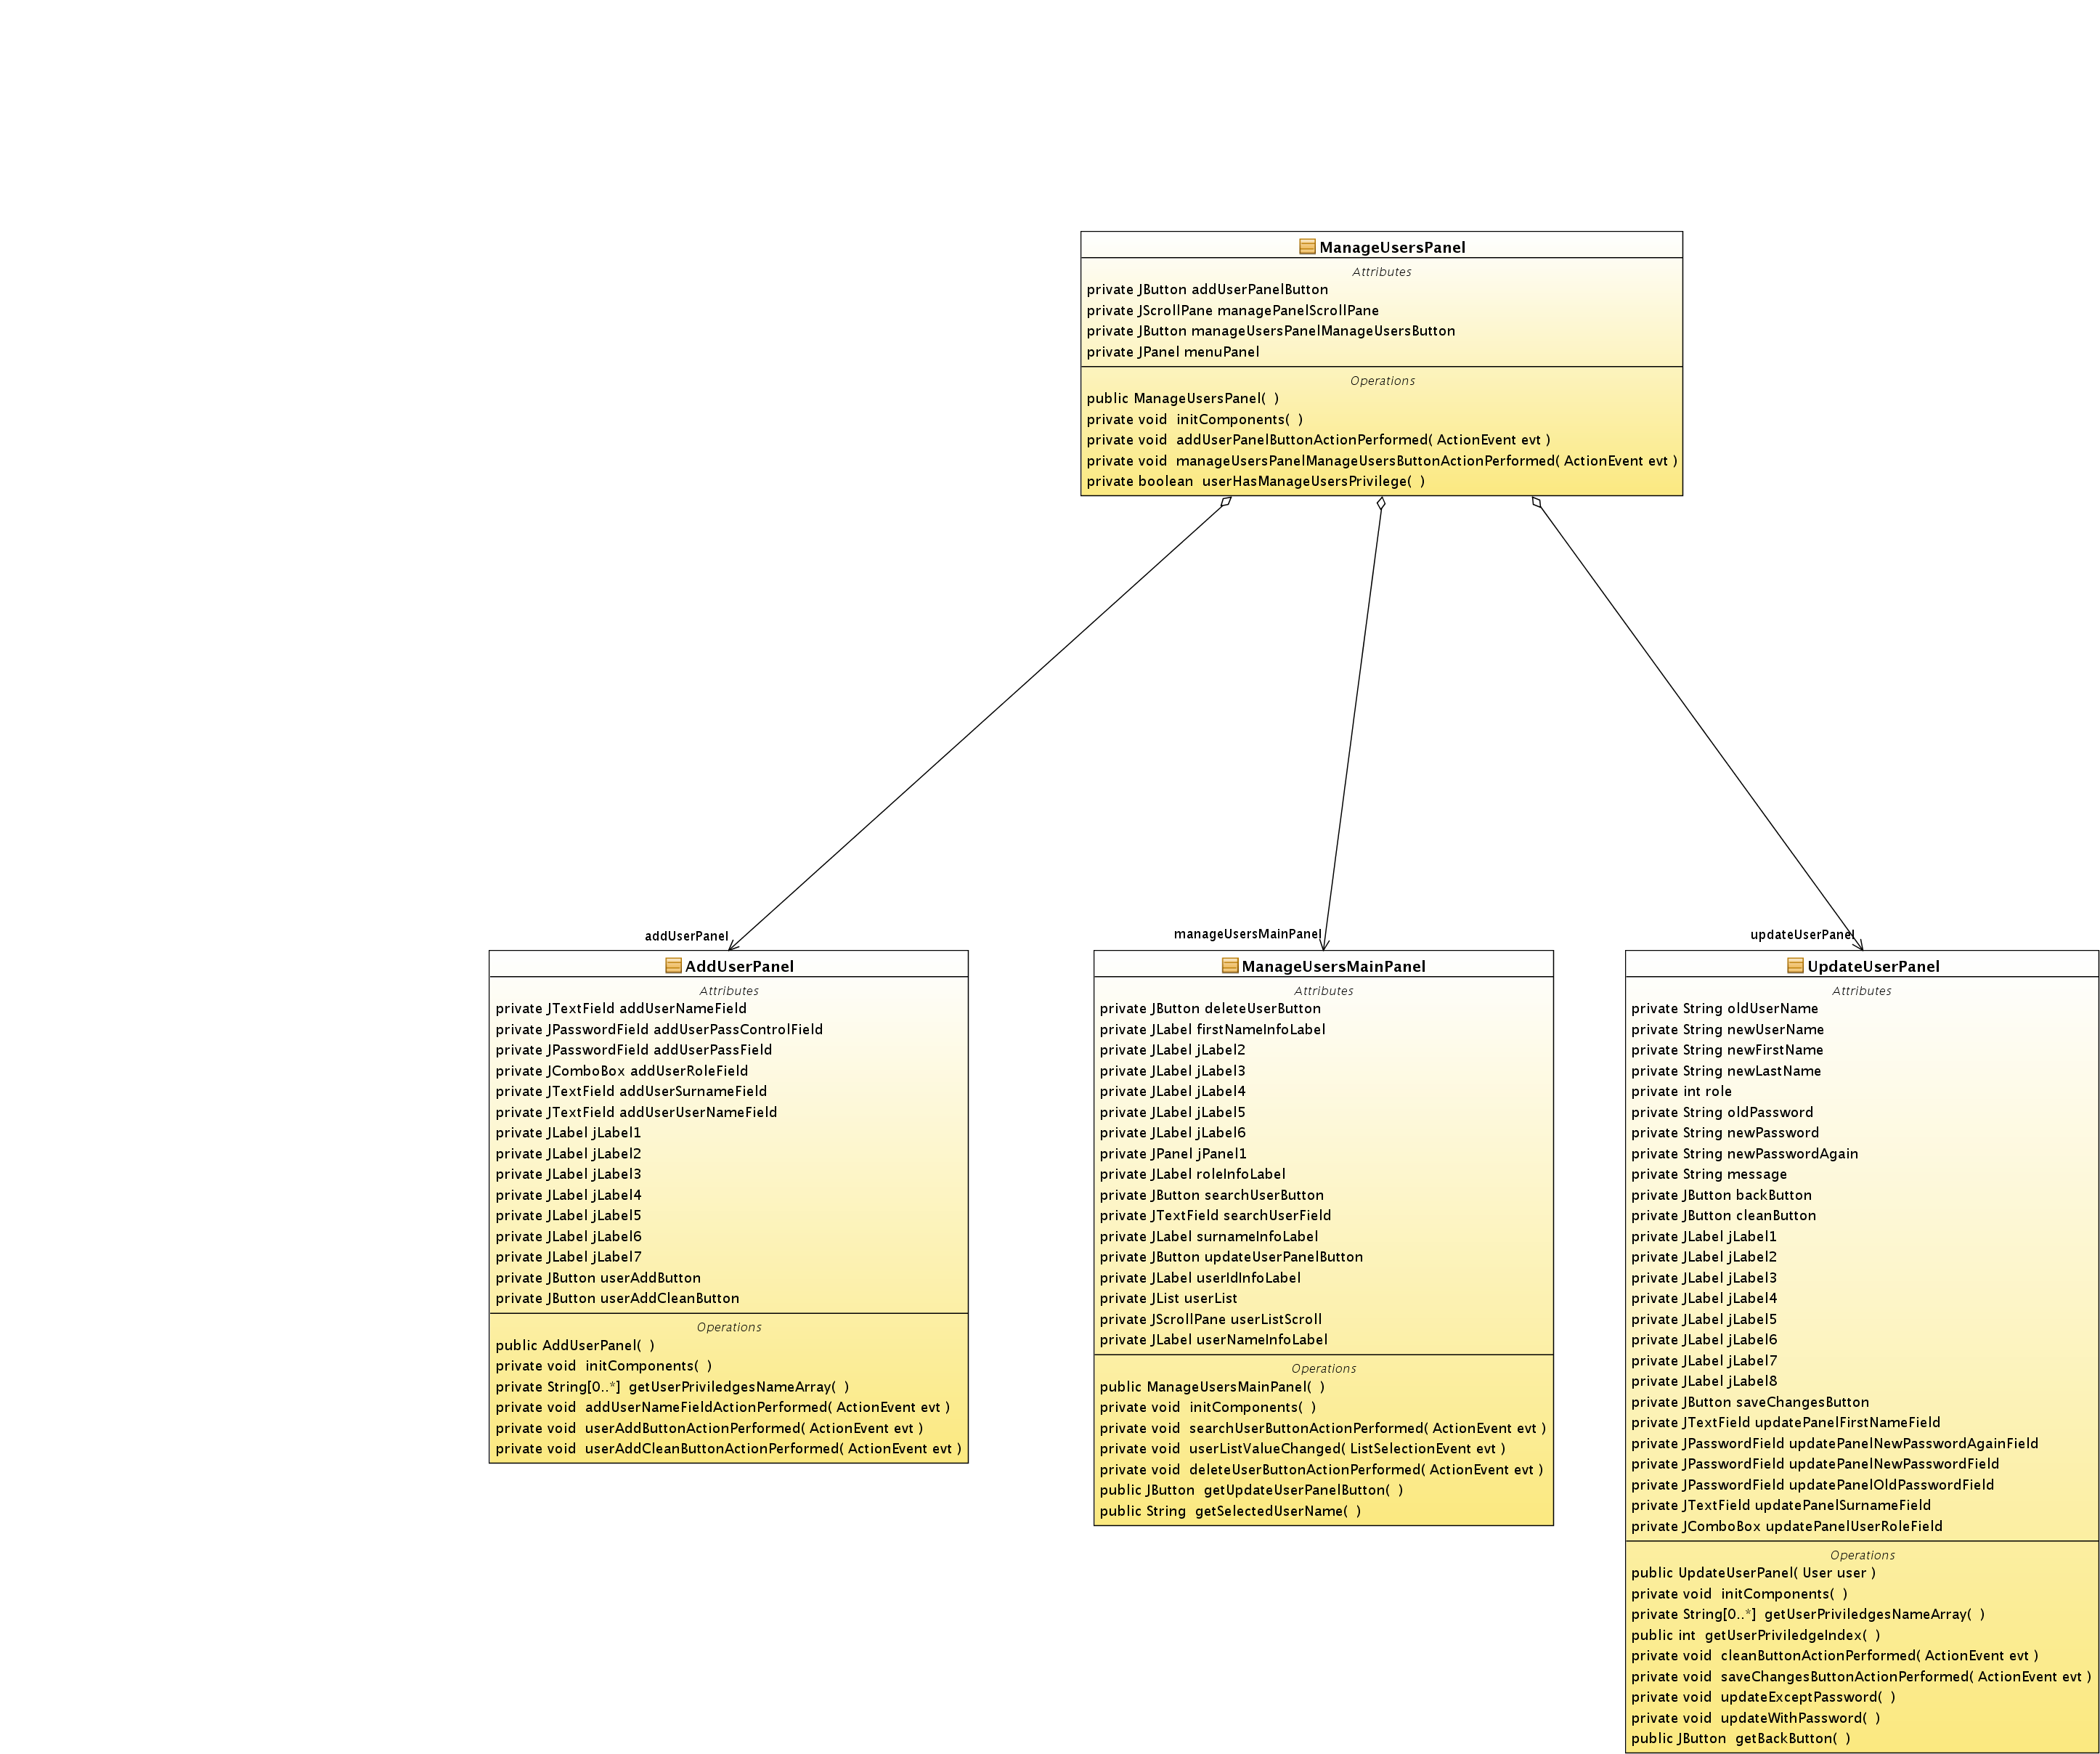 ManageUsersPanel
Attributes
private JButton addUserPanelButton
private JScrollPane managePanelScrollPane
private JButton manageUsersPanelManageUsersButton
private JPanel menuPanel
Operations
public ManageUsersPanel(  )
private void  initComponents(  )
private void  addUserPanelButtonActionPerformed( ActionEvent evt )
private void  manageUsersPanelManageUsersButtonActionPerformed( ActionEvent evt )
private boolean  userHasManageUsersPrivilege(  )
addUserPanel
AddUserPanel
Attributes
private JTextField addUserNameField
private JPasswordField addUserPassControlField
private JPasswordField addUserPassField
private JComboBox addUserRoleField
private JTextField addUserSurnameField
private JTextField addUserUserNameField
private JLabel jLabel1
private JLabel jLabel2
private JLabel jLabel3
private JLabel jLabel4
private JLabel jLabel5
private JLabel jLabel6
private JLabel jLabel7
private JButton userAddButton
private JButton userAddCleanButton
Operations
public AddUserPanel(  )
private void  initComponents(  )
private String[0..*]  getUserPriviledgesNameArray(  )
private void  addUserNameFieldActionPerformed( ActionEvent evt )
private void  userAddButtonActionPerformed( ActionEvent evt )
private void  userAddCleanButtonActionPerformed( ActionEvent evt )
manageUsersMainPanel
ManageUsersMainPanel
Attributes
private JButton deleteUserButton
private JLabel firstNameInfoLabel
private JLabel jLabel2
private JLabel jLabel3
private JLabel jLabel4
private JLabel jLabel5
private JLabel jLabel6
private JPanel jPanel1
private JLabel roleInfoLabel
private JButton searchUserButton
private JTextField searchUserField
private JLabel surnameInfoLabel
private JButton updateUserPanelButton
private JLabel userIdInfoLabel
private JList userList
private JScrollPane userListScroll
private JLabel userNameInfoLabel
Operations
public ManageUsersMainPanel(  )
private void  initComponents(  )
private void  searchUserButtonActionPerformed( ActionEvent evt )
private void  userListValueChanged( ListSelectionEvent evt )
private void  deleteUserButtonActionPerformed( ActionEvent evt )
public JButton  getUpdateUserPanelButton(  )
public String  getSelectedUserName(  )
updateUserPanel
UpdateUserPanel
Attributes
private String oldUserName
private String newUserName
private String newFirstName
private String newLastName
private int role
private String oldPassword
private String newPassword
private String newPasswordAgain
private String message
private JButton backButton
private JButton cleanButton
private JLabel jLabel1
private JLabel jLabel2
private JLabel jLabel3
private JLabel jLabel4
private JLabel jLabel5
private JLabel jLabel6
private JLabel jLabel7
private JLabel jLabel8
private JButton saveChangesButton
private JTextField updatePanelFirstNameField
private JPasswordField updatePanelNewPasswordAgainField
private JPasswordField updatePanelNewPasswordField
private JPasswordField updatePanelOldPasswordField
private JTextField updatePanelSurnameField
private JComboBox updatePanelUserRoleField
Operations
public UpdateUserPanel( User user )
private void  initComponents(  )
private String[0..*]  getUserPriviledgesNameArray(  )
public int  getUserPriviledgeIndex(  )
private void  cleanButtonActionPerformed( ActionEvent evt )
private void  saveChangesButtonActionPerformed( ActionEvent evt )
private void  updateExceptPassword(  )
private void  updateWithPassword(  )
public JButton  getBackButton(  )